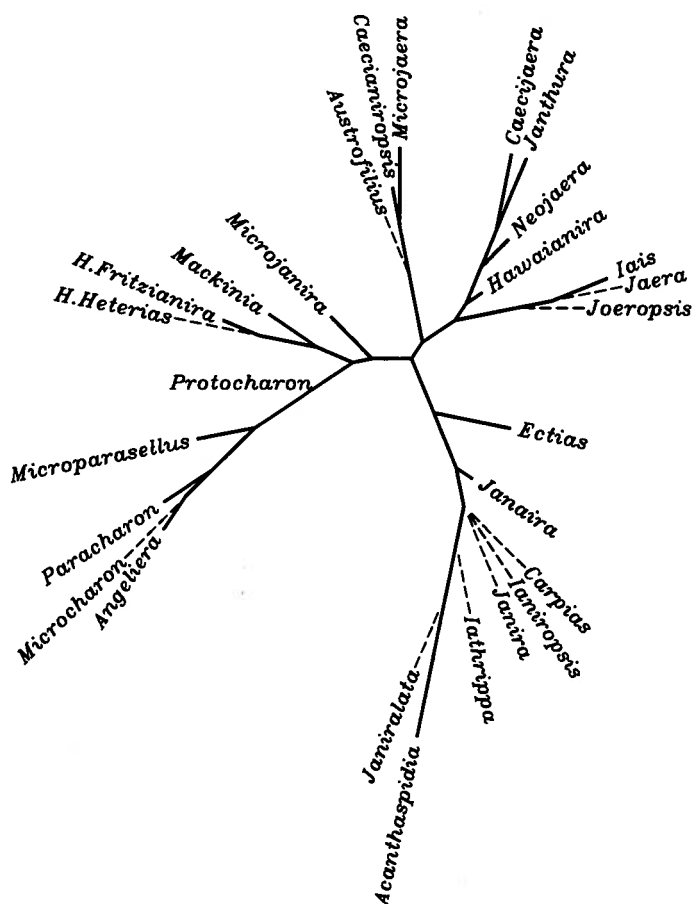 Caecianiropsis
Microjaera
Austrofilius
Caecijaera
Janthura
Neojaera
Hawaianira
Iais
Jaera
Joeropsis
Microjanira
Mackinia
H.Fritzianira
H.Heterias
Protocharon
Microparasellus
Paracharon
Microcharon
Angeliera
Ectias
Janaira
Carpias
Ianiropsis
Janira
Iathrippa
Janiralata
Acanthaspidia